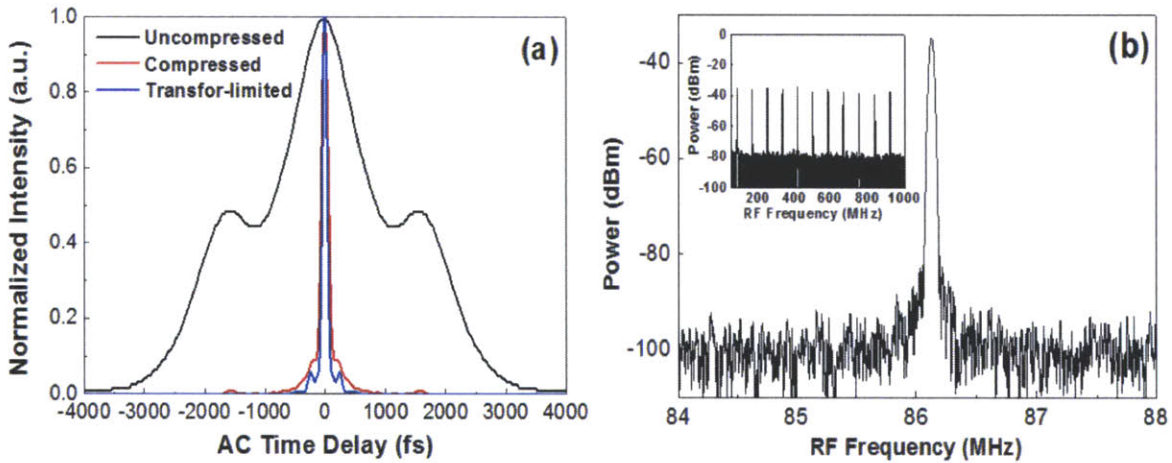 (a)
Uncompressed
Compressed
Transfor-limited
Normalized Intensity (a.u.)
1.0
0.8
0.6
0.4
0.2
0.0
-4000 -3000 -2000 -1000 0 1000 2000 3000 4000
AC Time Delay (fs)
(b)
Power (dBm)
-40
-60
-80
-100
84 85 86 87 88
RF Frequency (MHz)
Power (dBm)
0
-20
-40
-60
-80
-100
200 400 600 800 1000
RF Frequency (MHz)